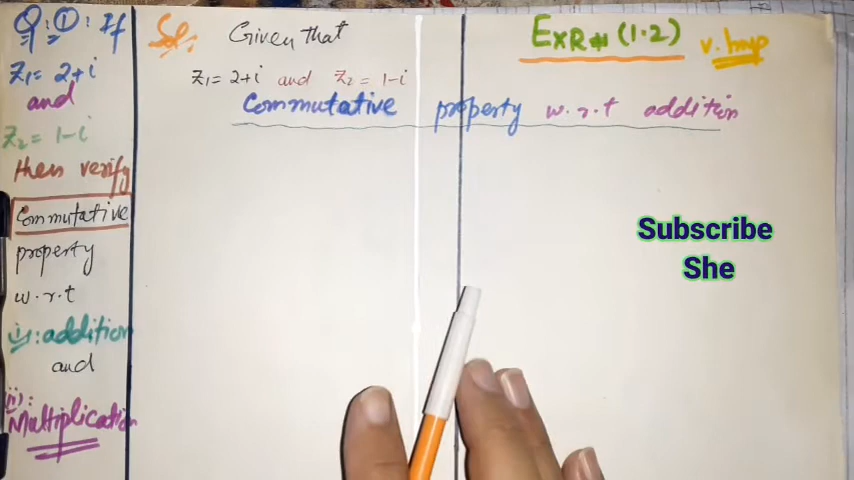 Q:①: If
Z₁ = 2+i
and
Z₂ = 1-i
then verify
Commutative
property
w.r.t
(i): addition
and
(ii):
Multiplication
Sol: Given that
Z₁ = 2+i and Z₂ = 1-i
Commutative property w.r.t addition
ExR# (1.2)
v.Imp
Subscribe
She